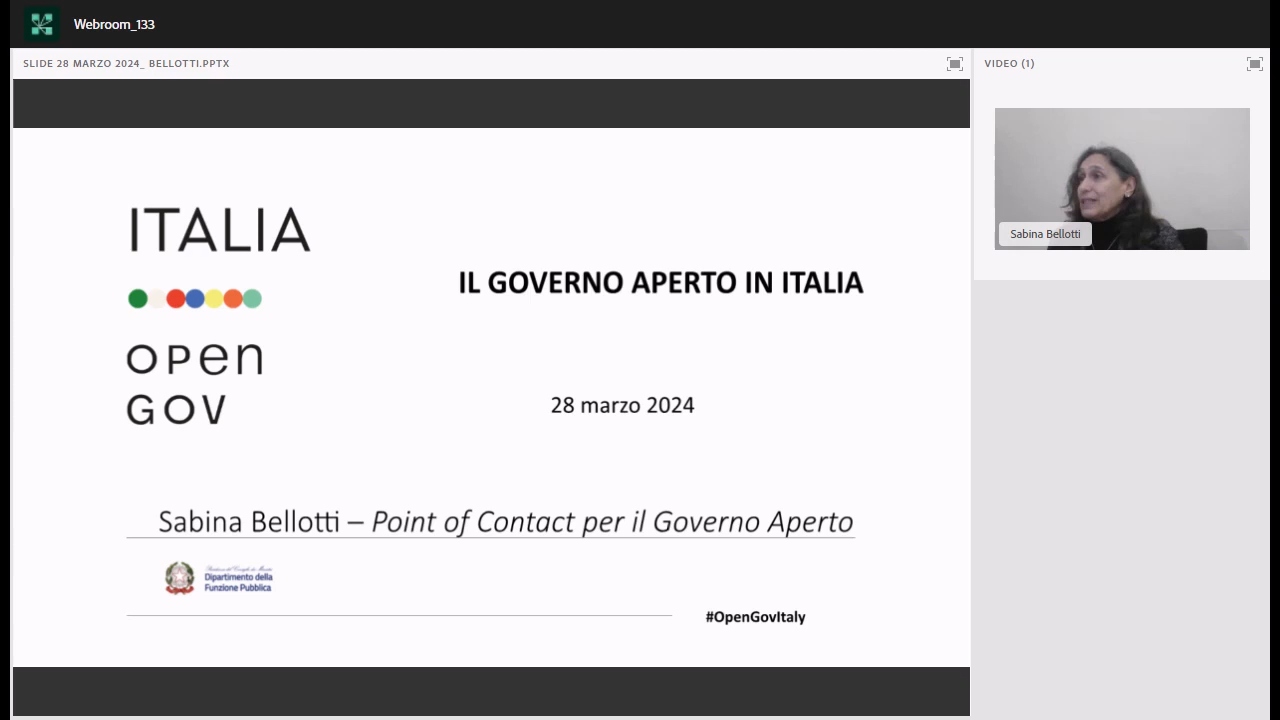 Webroom_133
SLIDE 28 MARZO 2024_ BELLOTTI.PPTX
VIDEO (1)
ITALIA
open
GOV
IL GOVERNO APERTO IN ITALIA
28 marzo 2024
Sabina Bellotti
Sabina Bellotti – Point of Contact per il Governo Aperto
Dipartimento della
Funzione Pubblica
#OpenGovItaly